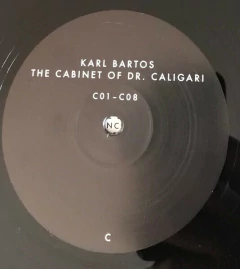 KARL BARTOS
THE CABINET OF DR. CALIGARI
C01–C08
NC
C